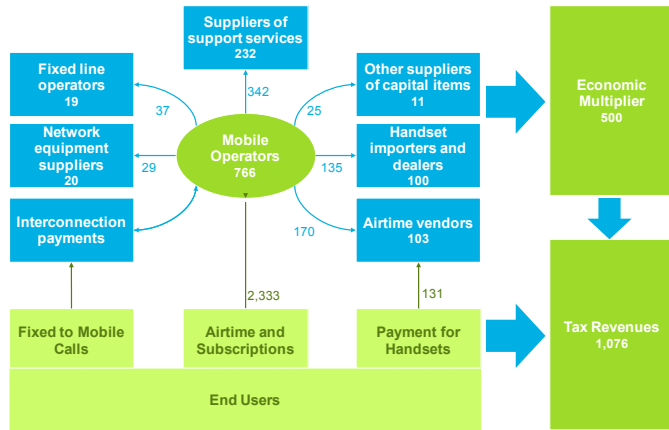 Suppliers of
support services
232
Fixed line
operators
19
37
342
25
Other suppliers
of capital items
11
Economic
Multiplier
500
Network
equipment
suppliers
20
29
Mobile
Operators
766
135
Handset
importers and
dealers
100
Interconnection
payments
170
Airtime vendors
103
2,333
131
Fixed to Mobile
Calls
Airtime and
Subscriptions
Payment for
Handsets
Tax Revenues
1,076
End Users